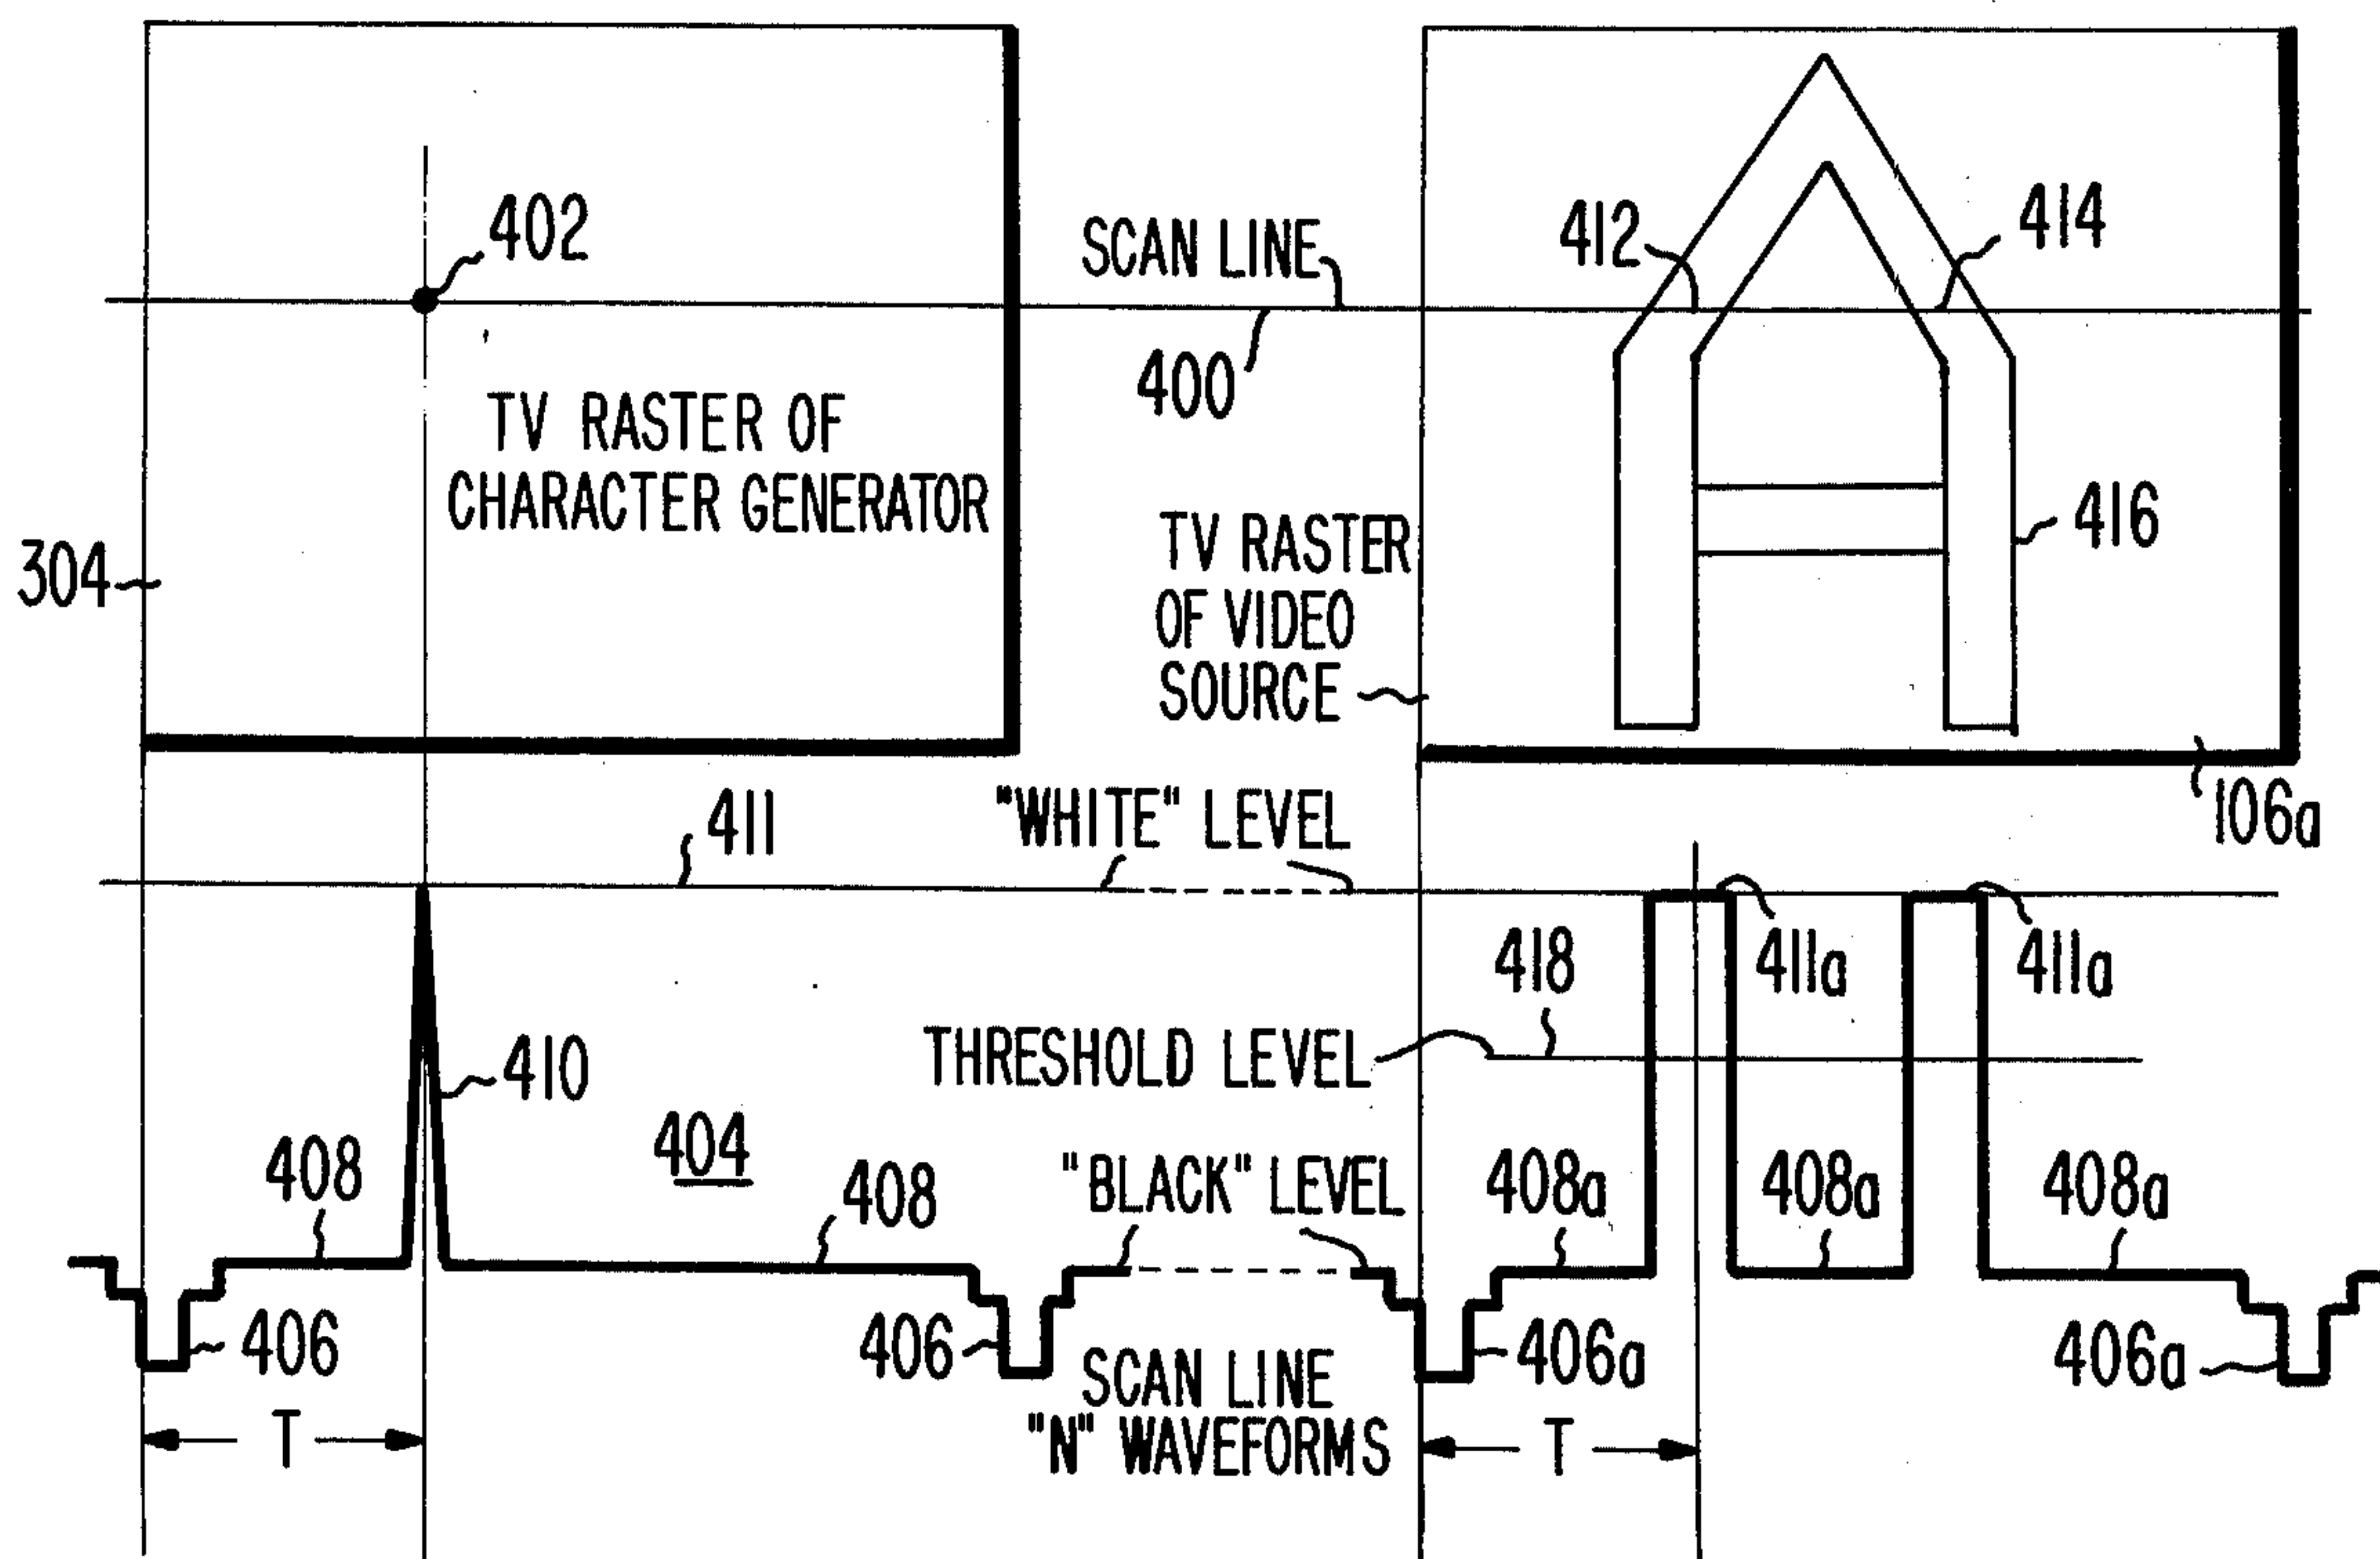 402
SCAN LINE
412
414
400
TV RASTER OF
CHARACTER GENERATOR
304
TV RASTER
OF VIDEO
SOURCE
416
106a
411
"WHITE" LEVEL
418
411a
411a
THRESHOLD LEVEL
410
404
408
408
"BLACK" LEVEL
408a
408a
408a
406
406
406a
406a
SCAN LINE
"N" WAVEFORMS
T
T